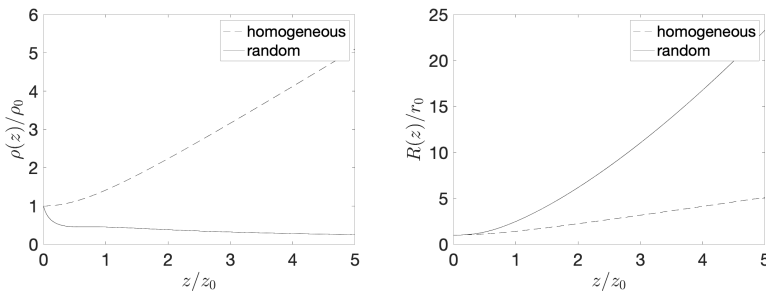 6
5
4
3
2
1
0
ρ(z)/ρ0
homogeneous
random
0 1 2 3 4 5
z/z0
25
20
15
10
5
0
R(z)/r0
homogeneous
random
0 1 2 3 4 5
z/z0